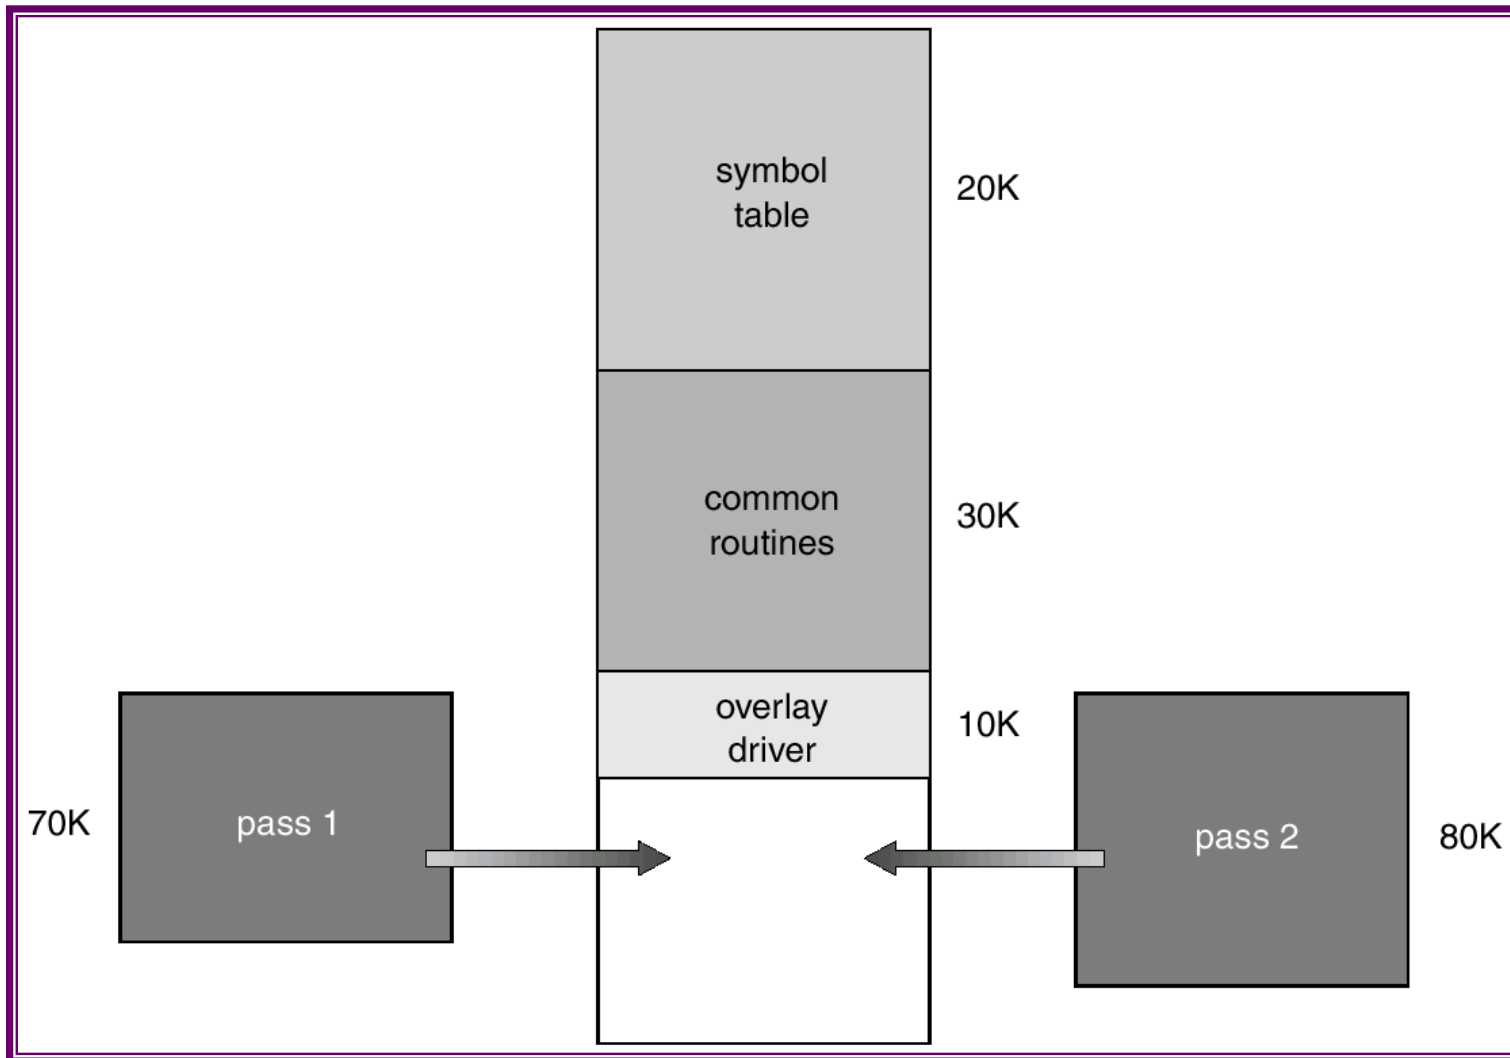 symbol
table
20K
common
routines
30K
overlay
driver
10K
70K
pass 1
pass 2
80K